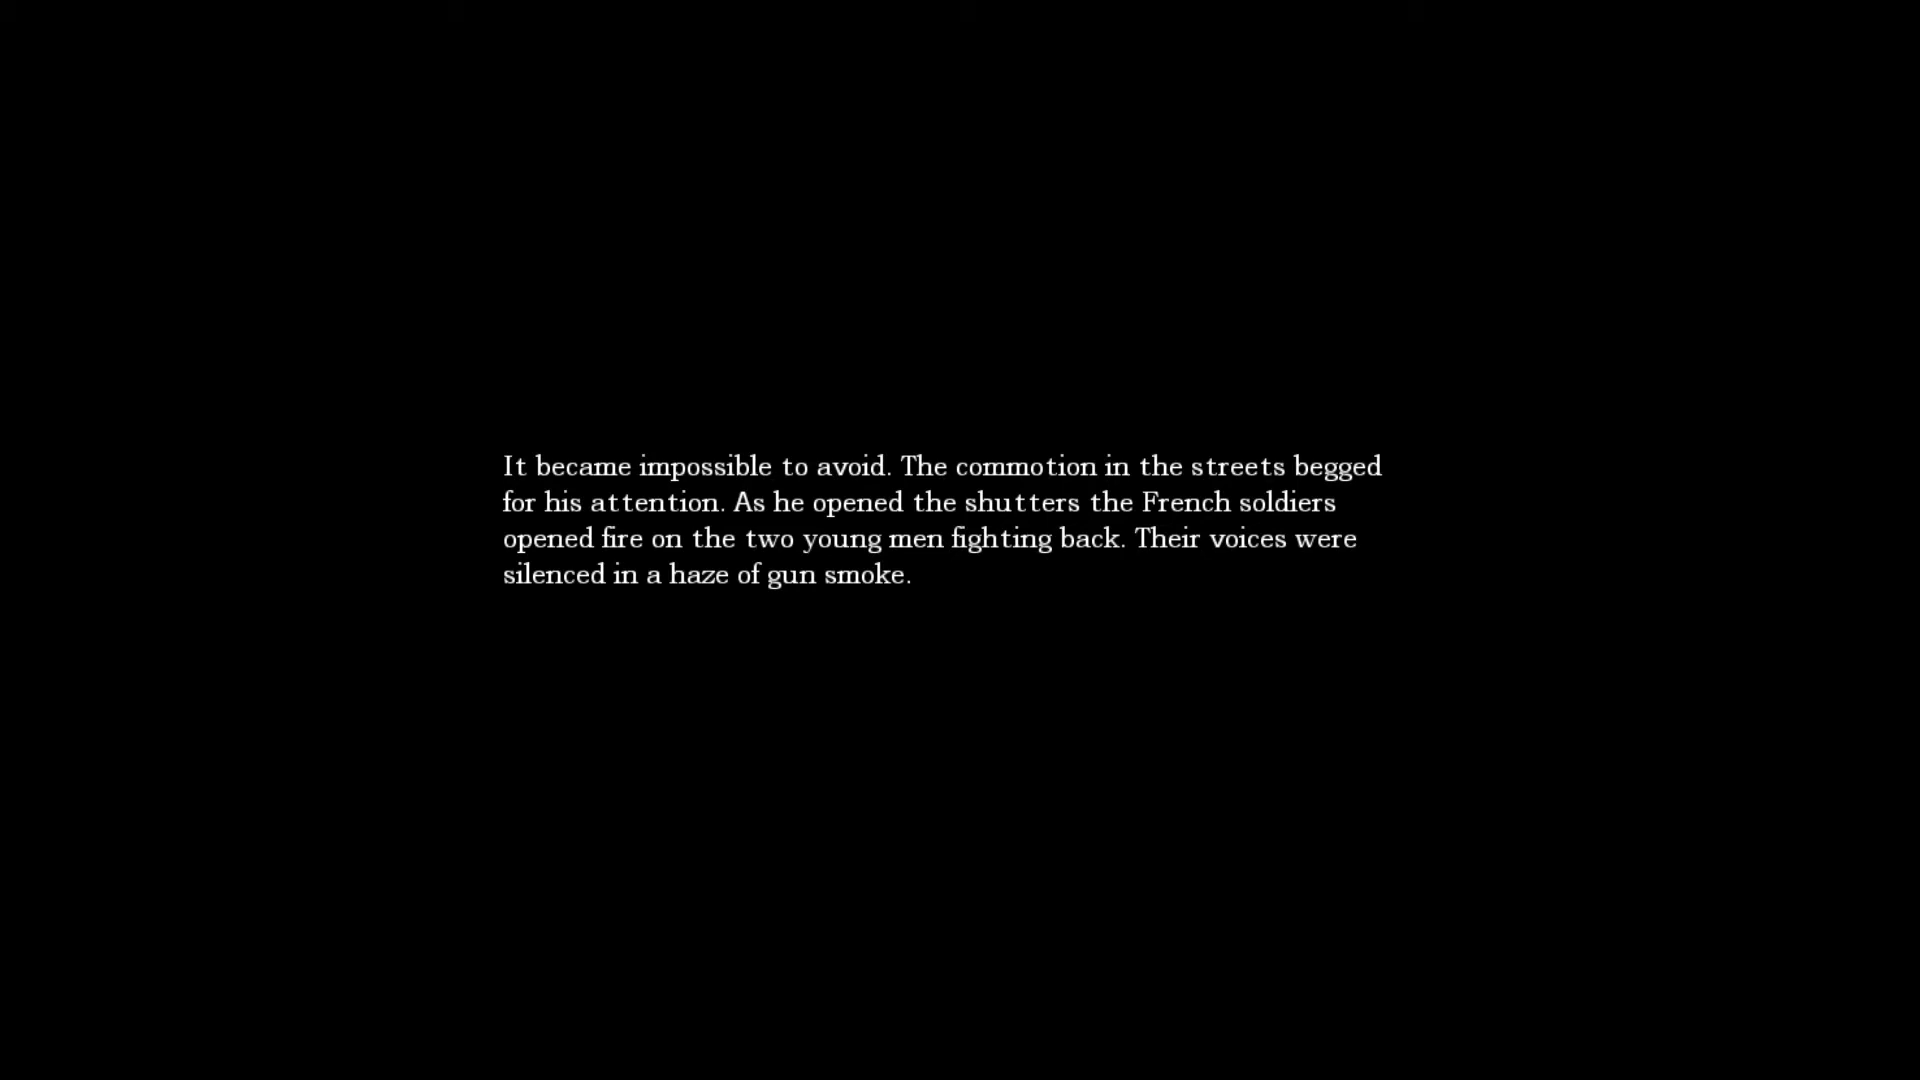 It became impossible to avoid. The commotion in the streets begged
for his attention. As he opened the shutters the French soldiers
opened fire on the two young men fighting back. Their voices were
silenced in a haze of gun smoke.